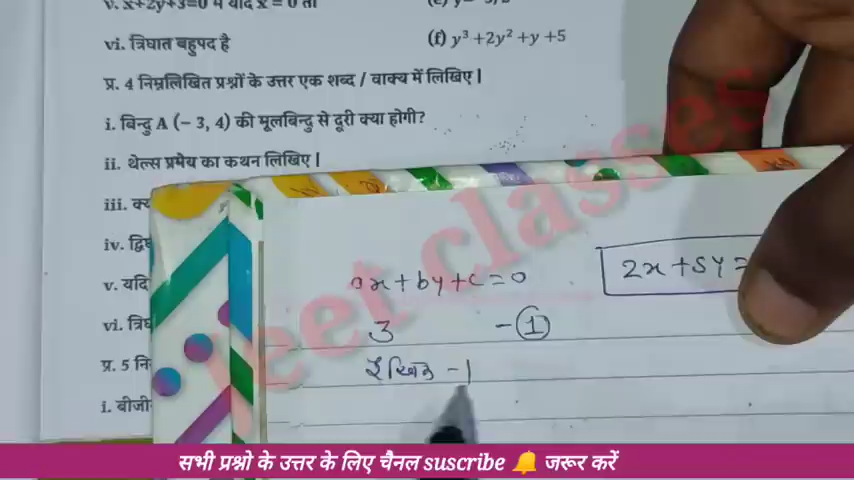 v. x+2y+3=0 में यदि x = 0 तो
vi. त्रिघात बहुपद है
(f) y³ +2y² +y +5
प्र. 4 निम्नलिखित प्रश्नों के उत्तर एक शब्द / वाक्य में लिखिए |
i. बिन्दु A (– 3, 4) की मूलबिन्दु से दूरी क्या होगी?
ii. थेल्स प्रमेय का कथन लिखिए |
iii. क्य
iv. द्वि
v. यदि
vi. त्रि
प्र. 5 नि
i. बीजी
ax+by+c=0
2x+5y=
3 -①
रैखिक -1
jeet classes
सभी प्रश्नो के उत्तर के लिए चैनल suscribe 🔔 जरूर करें